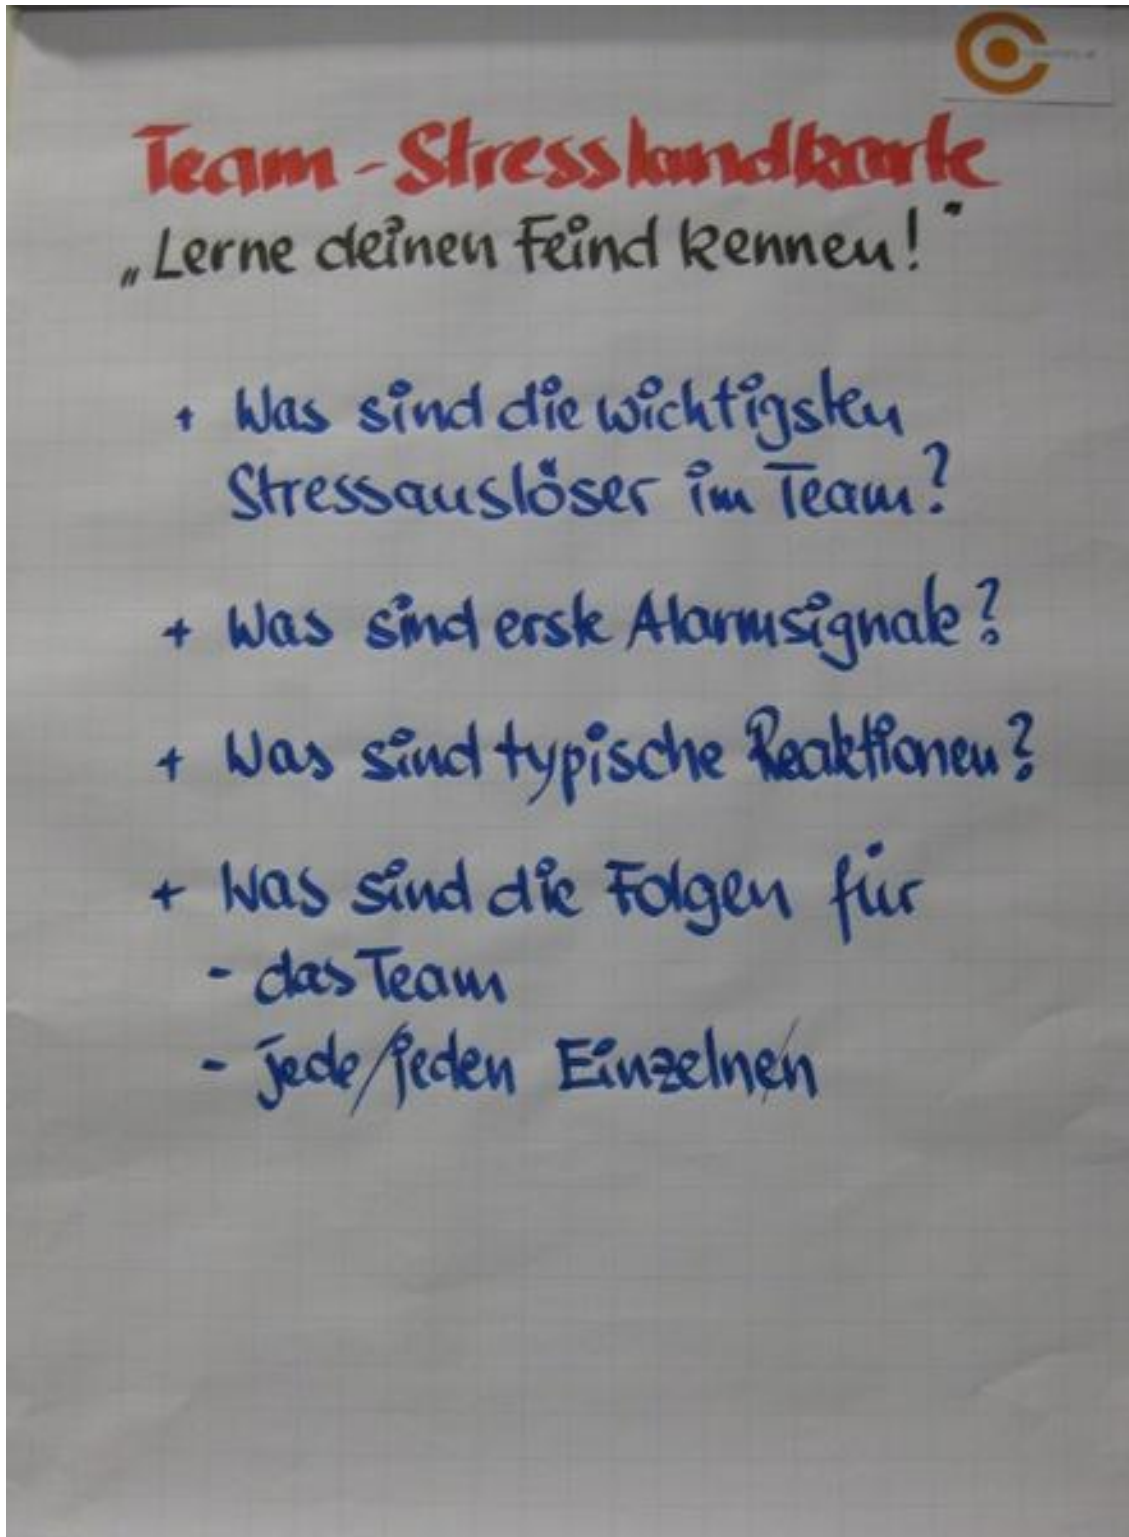 Team-Stresslandkarte
„Lerne deinen Feind kennen!"
+ Was sind die wichtigsten
Stressauslöser im Team?
+ Was sind erste Alarmsignale?
+ Was sind typische Reaktionen?
+ Was sind die Folgen für
- das Team
- jede/jeden Einzelne/n